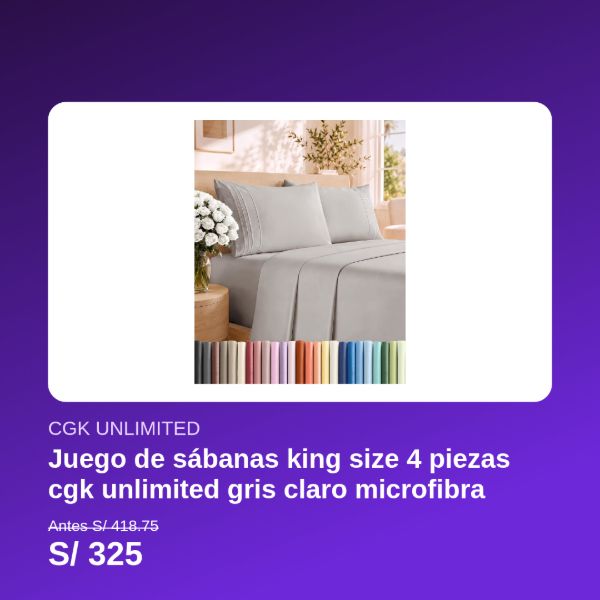 CGK UNLIMITED
Juego de sábanas king size 4 piezas
cgk unlimited gris claro microfibra
Antes S/ 418.75
S/ 325